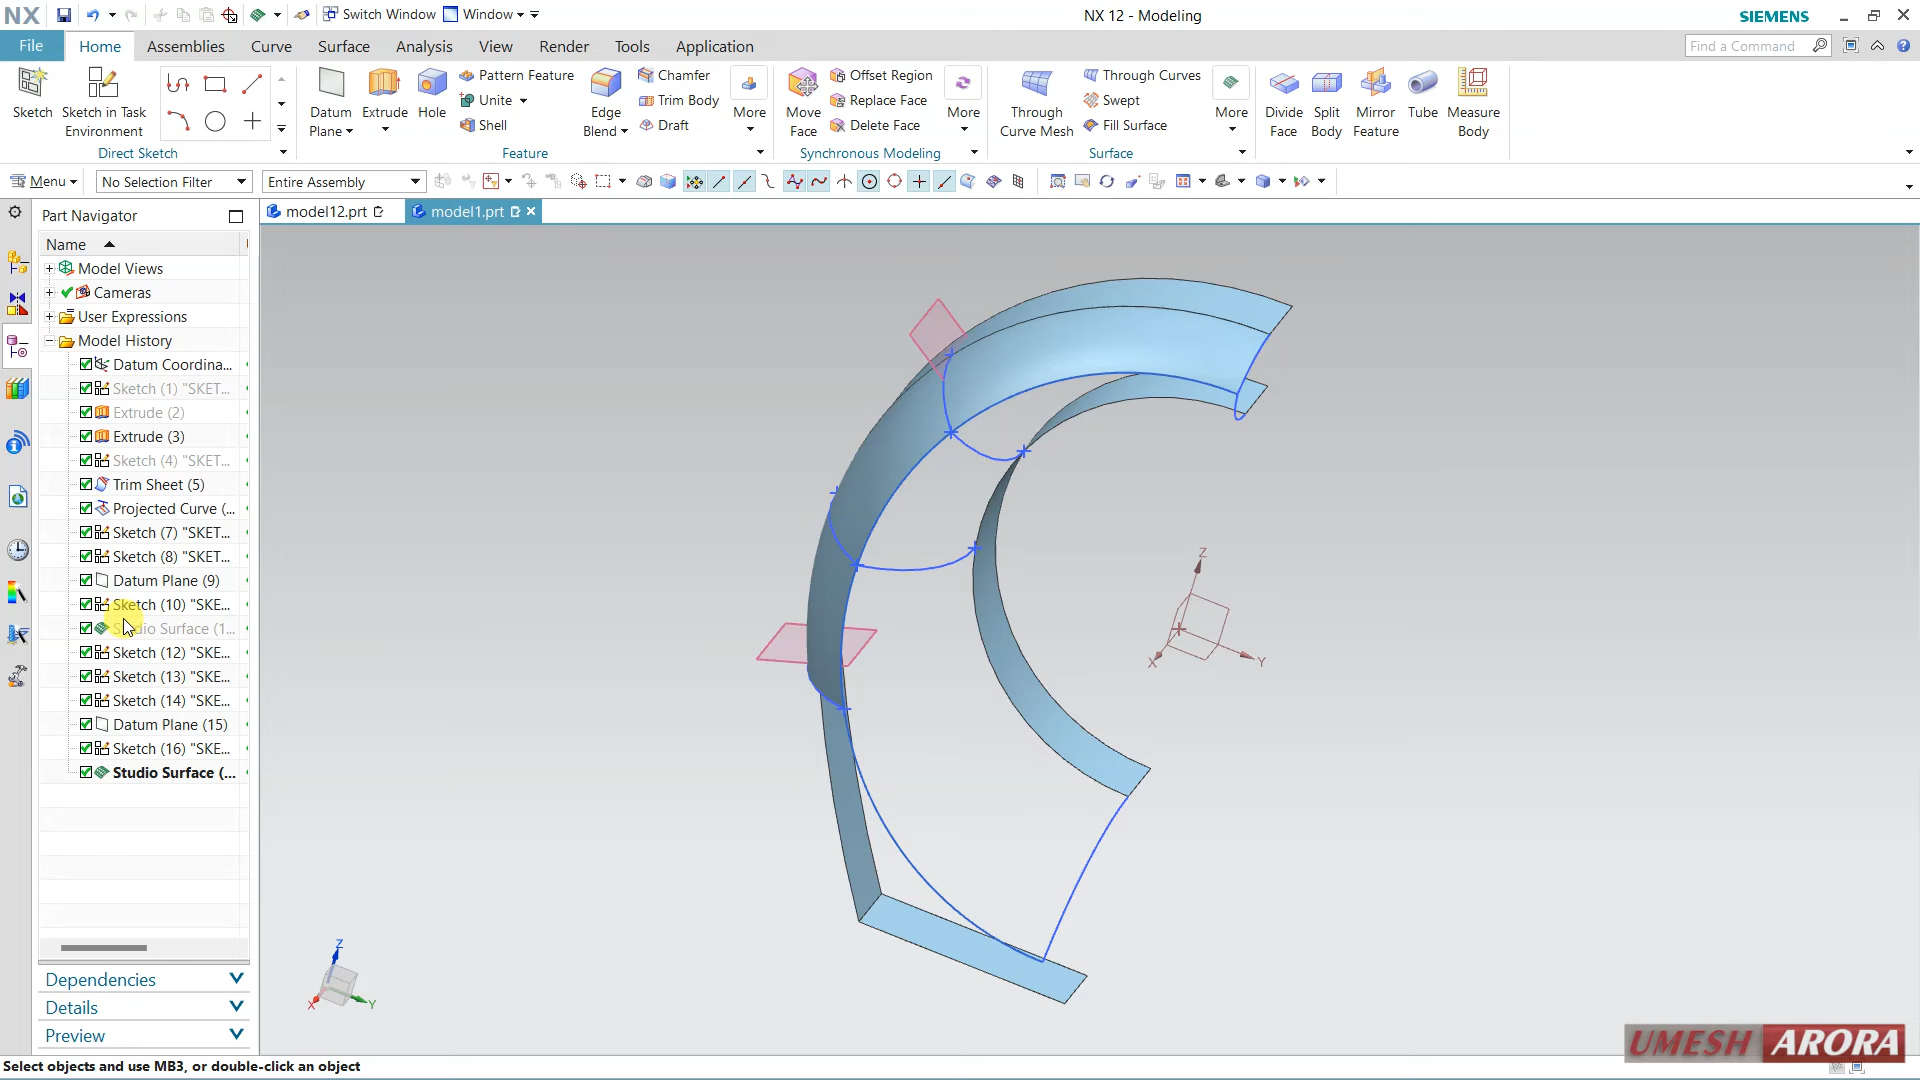 NX
Switch Window
Window
NX 12 - Modeling
SIEMENS
File
Home
Assemblies
Curve
Surface
Analysis
View
Render
Tools
Application
Find a Command
Sketch
Sketch in Task
Environment
Direct Sketch
Datum
Plane
Extrude
Hole
Pattern Feature
Unite
Shell
Edge
Blend
Chamfer
Trim Body
Draft
More
Feature
Move
Face
Offset Region
Replace Face
Delete Face
More
Synchronous Modeling
Through
Curve Mesh
Through Curves
Swept
Fill Surface
More
Surface
Divide
Face
Split
Body
Mirror
Feature
Tube
Measure
Body
Menu
No Selection Filter
Entire Assembly
Part Navigator
model12.prt
model1.prt
Name
Model Views
Cameras
User Expressions
Model History
Datum Coordina...
Sketch (1) "SKET...
Extrude (2)
Extrude (3)
Sketch (4) "SKET...
Trim Sheet (5)
Projected Curve (...
Sketch (7) "SKET...
Sketch (8) "SKET...
Datum Plane (9)
Sketch (10) "SKE...
Studio Surface (1...
Sketch (12) "SKE...
Sketch (13) "SKE...
Sketch (14) "SKE...
Datum Plane (15)
Sketch (16) "SKE...
Studio Surface (...
Z
X
Y
Z
X
Y
Dependencies
Details
Preview
UMESH ARORA
Select objects and use MB3, or double-click an object